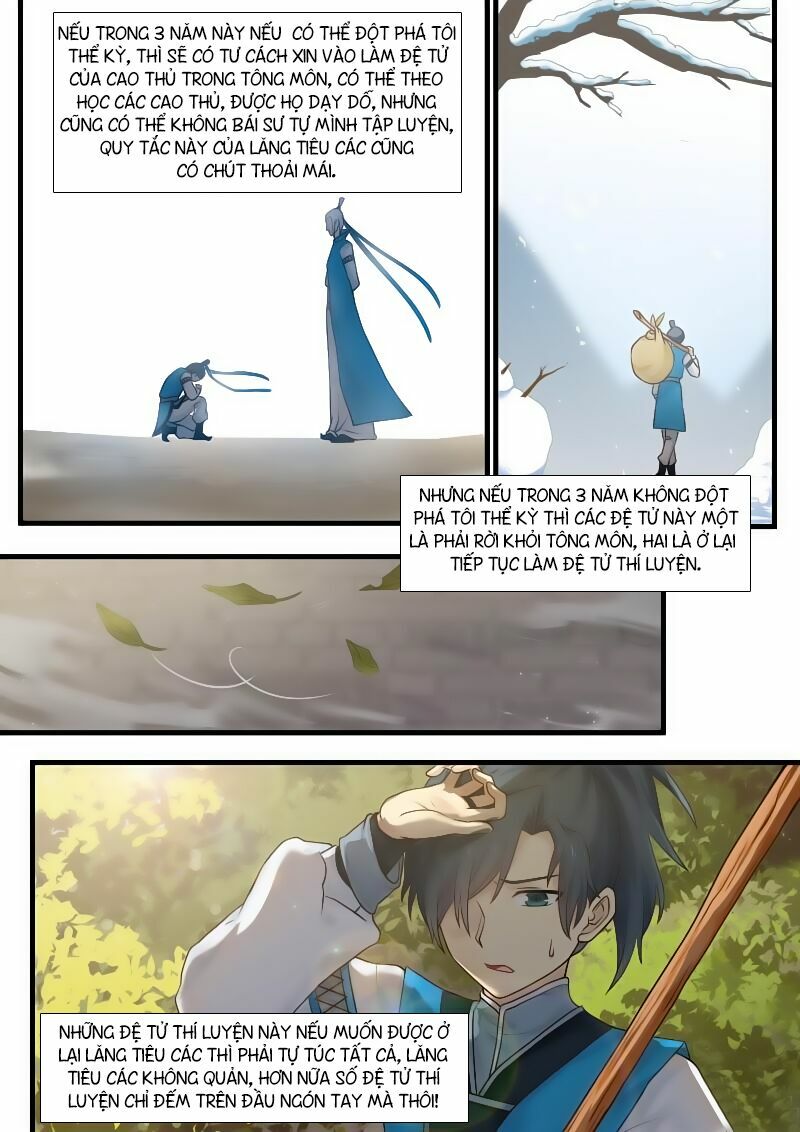 NẾU TRONG 3 NĂM NÀY NẾU CÓ THỂ ĐỘT PHÁ TÔI
THỂ KỲ, THÌ SẼ CÓ TƯ CÁCH XIN VÀO LÀM ĐỆ TỬ
CỦA CAO THỦ TRONG TÔNG MÔN, CÓ THỂ THEO
HỌC CÁC CAO THỦ, ĐƯỢC HỌ DẠY DỖ, NHƯNG
CŨNG CÓ THỂ KHÔNG BÁI SƯ TỰ MÌNH TẬP LUYỆN,
QUY TẮC NÀY CỦA LĂNG TIÊU CÁC CŨNG
CÓ CHÚT THOẢI MÁI.
NHƯNG NẾU TRONG 3 NĂM KHÔNG ĐỘT
PHÁ TÔI THỂ KỲ THÌ CÁC ĐỆ TỬ NÀY MỘT
LÀ PHẢI RỜI KHỎI TÔNG MÔN, HAI LÀ Ở LẠI
TIẾP TỤC LÀM ĐỆ TỬ THÍ LUYỆN.
NHỮNG ĐỆ TỬ THÍ LUYỆN NÀY NẾU MUỐN ĐƯỢC Ở
LẠI LĂNG TIÊU CÁC THÌ PHẢI TỰ TÚC TẤT CẢ, LĂNG
TIÊU CÁC KHÔNG QUẢN, HƠN NỮA SỐ ĐỆ TỬ THÍ
LUYỆN CHỈ ĐẾM TRÊN ĐẦU NGÓN TAY MÀ THÔI!